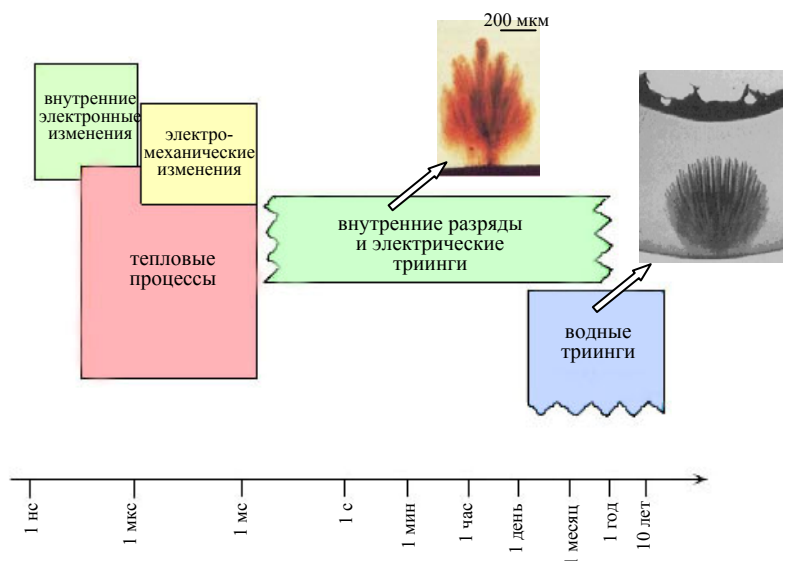 200 мкм
внутренние
электронные
изменения
электро-
механические
изменения
тепловые
процессы
внутренние разряды
и электрические
триинги
водные
триинги
1 нс
1 мкс
1 мс
1 с
1 мин
1 час
1 день
1 месяц
1 год
10 лет